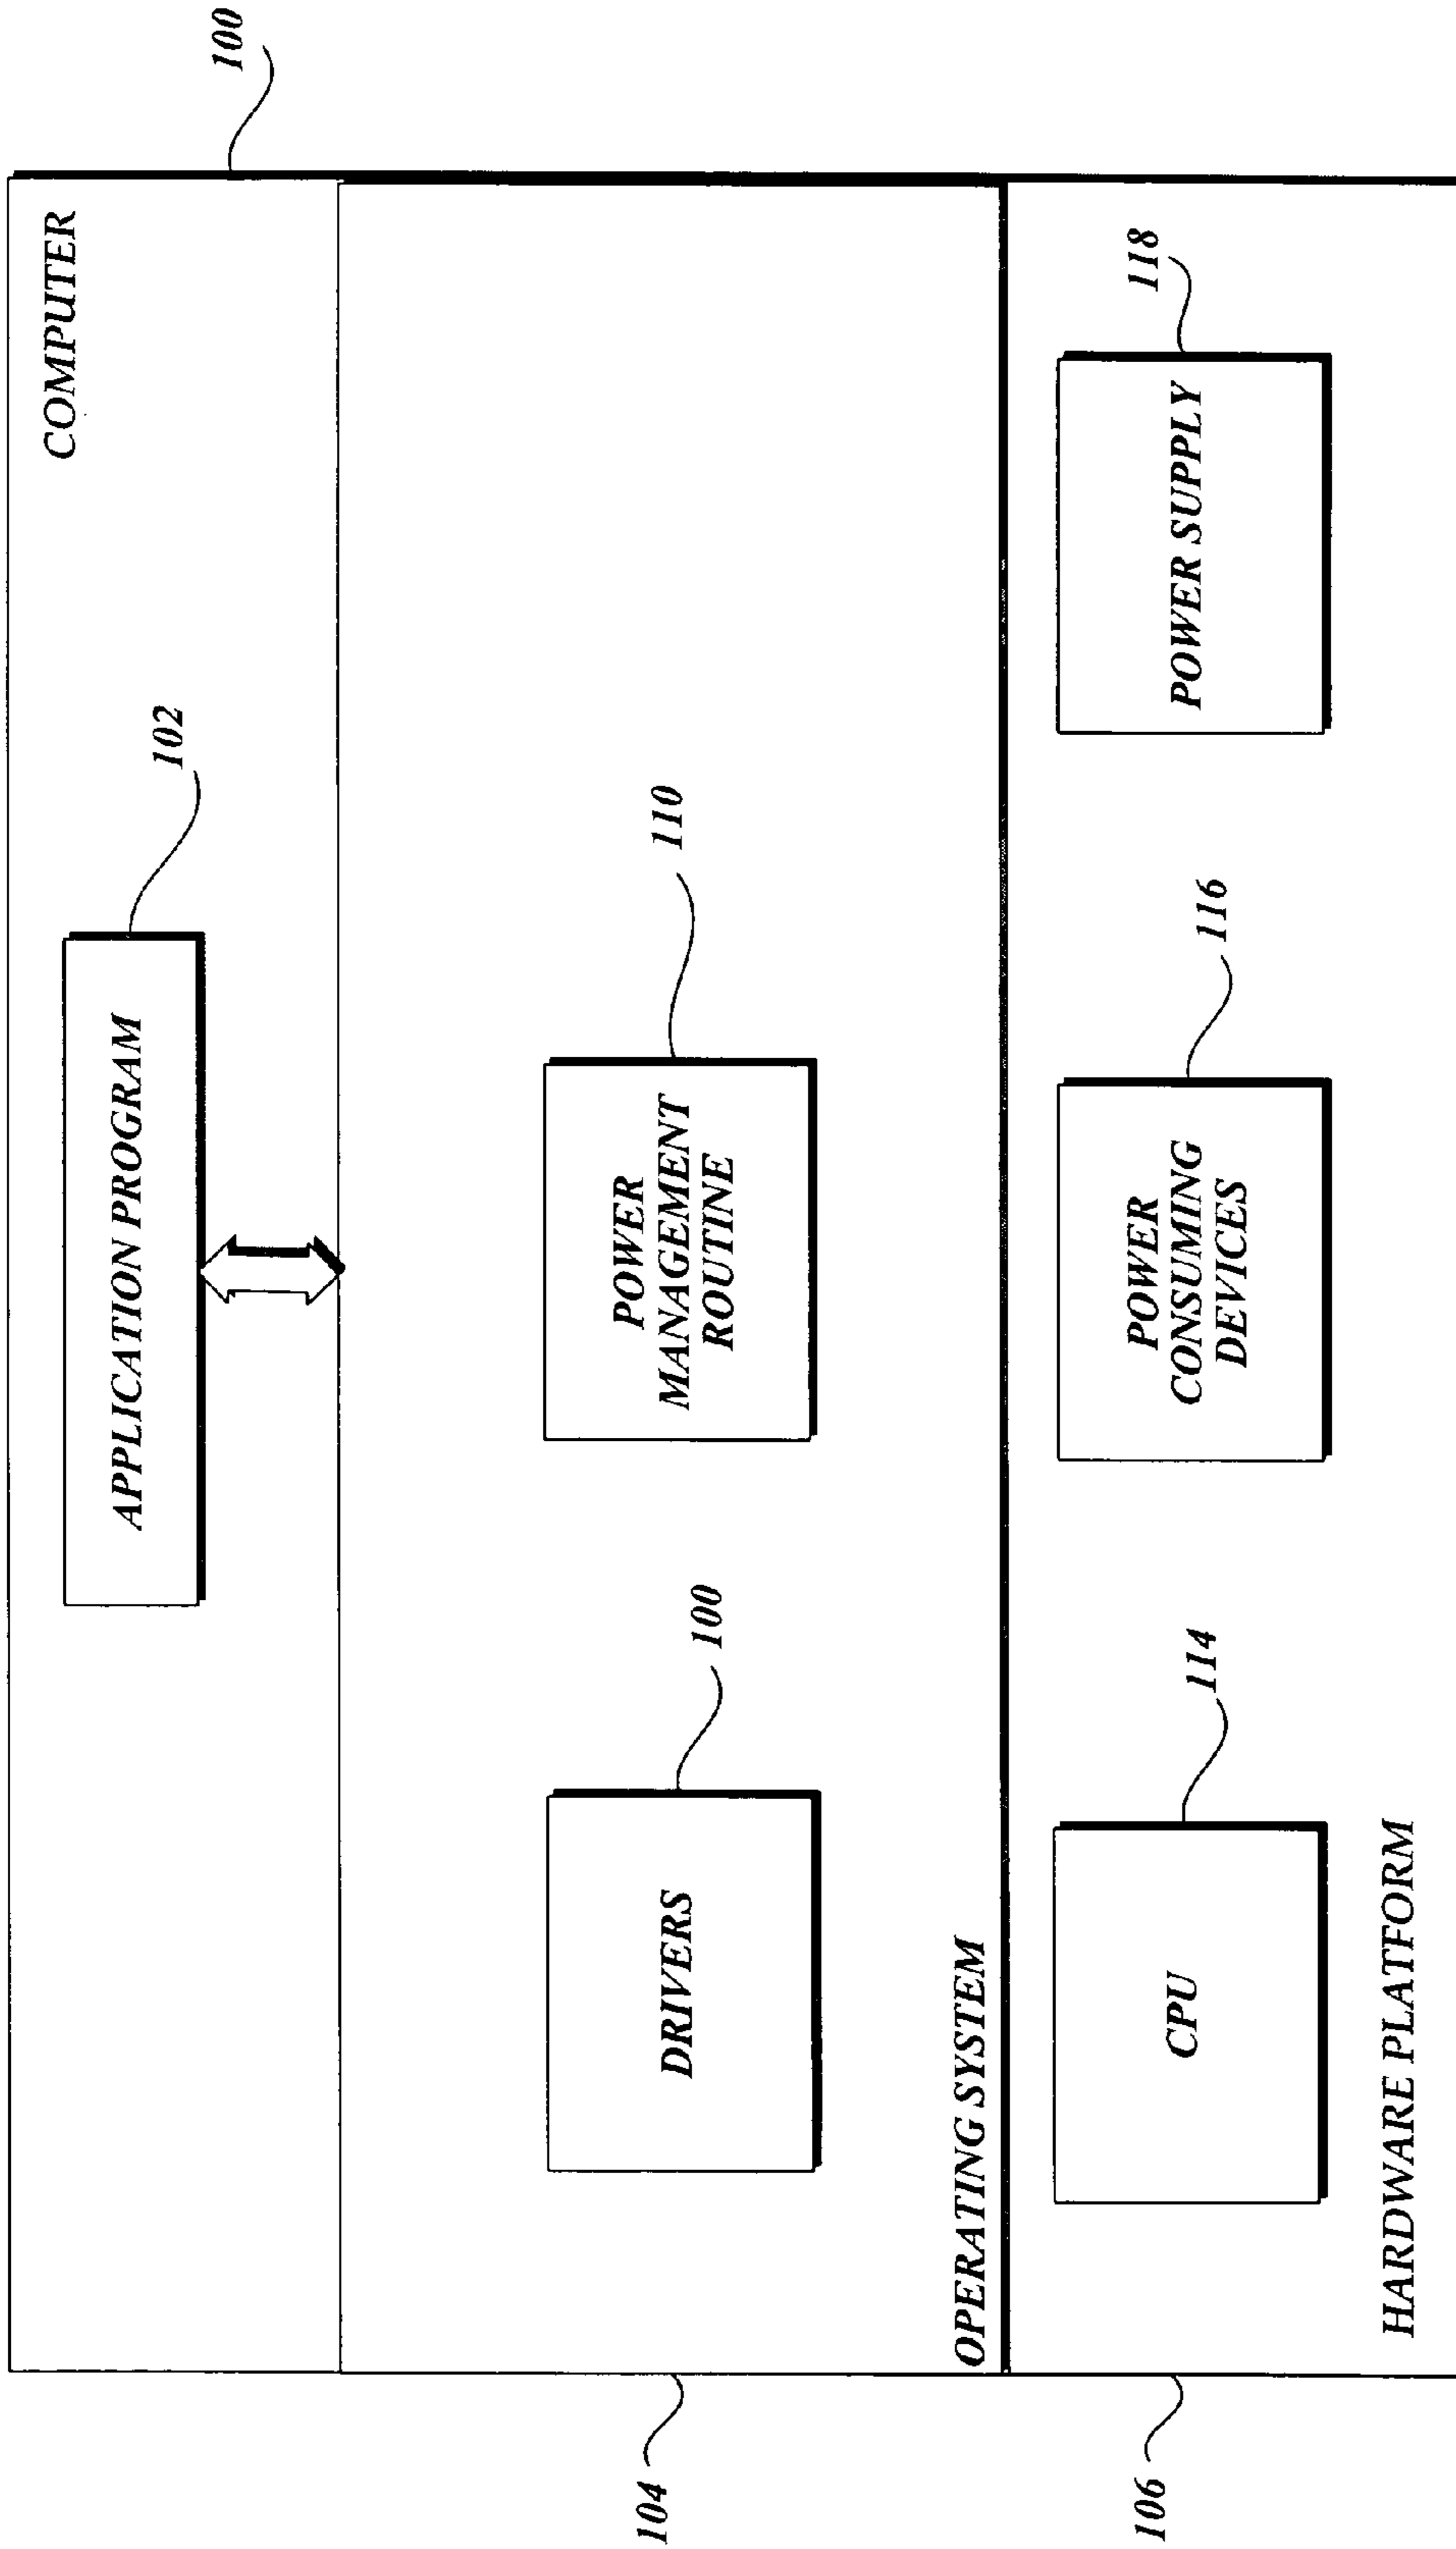 100
COMPUTER
APPLICATION PROGRAM
102
104
DRIVERS
100
POWER
MANAGEMENT
ROUTINE
110
OPERATING SYSTEM
106
CPU
114
POWER
CONSUMING
DEVICES
116
POWER SUPPLY
118
HARDWARE PLATFORM